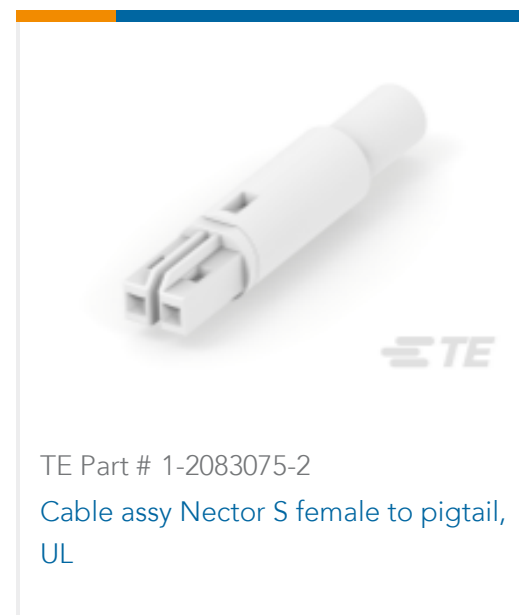 TE
TE Part # 1-2083075-2
Cable assy Nector S female to pigtail,
UL